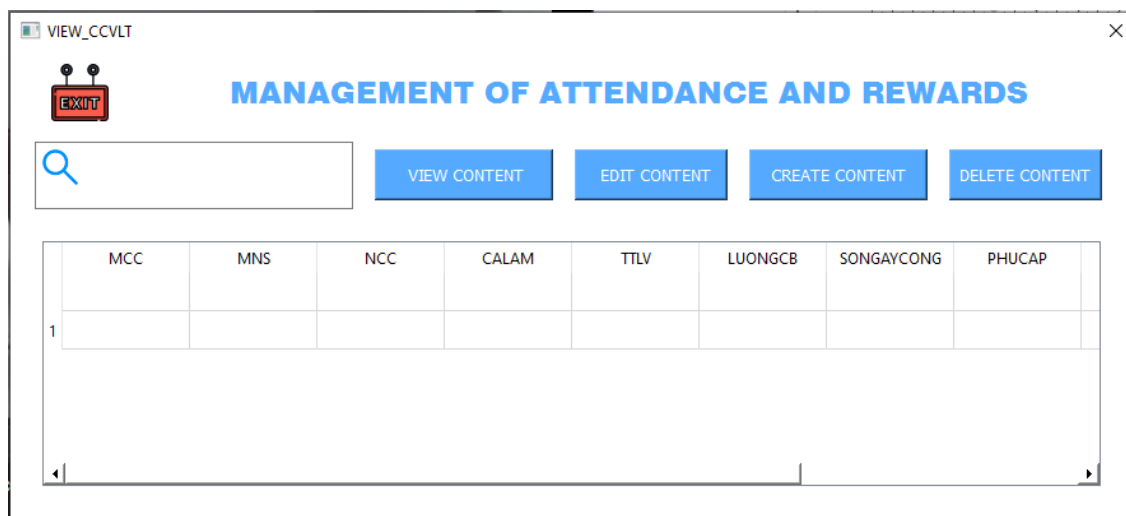 VIEW_CCVLT
EXIT
MANAGEMENT OF ATTENDANCE AND REWARDS
VIEW CONTENT EDIT CONTENT CREATE CONTENT DELETE CONTENT
MCC MNS NCC CALAM TTLV LUONGCB SONGAYCONG PHUCAP
1